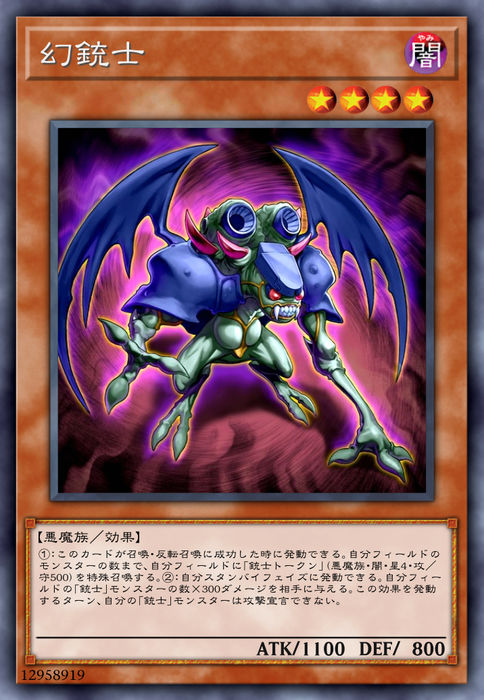 幻銃士
やみ
闇
【悪魔族／効果】
①:このカードが召喚・反転召喚に成功した時に発動できる。自分フィールドの
モンスターの数まで、自分フィールドに「銃士トークン」(悪魔族・闇・星4・攻／
守500)を特殊召喚する。②:自分スタンバイフェイズに発動できる。自分フィー
ルドの「銃士」モンスターの数×300ダメージを相手に与える。この効果を発動
するターン、自分の「銃士」モンスターは攻撃宣言できない。
ATK/1100 DEF/ 800
12958919